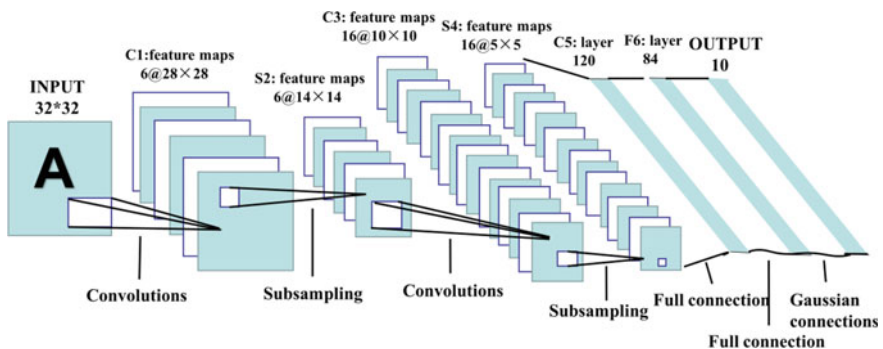 INPUT
32*32
A
C1:feature maps
6@28×28
S2: feature maps
6@14×14
C3: feature maps
16@10×10
S4: feature maps
16@5×5
C5: layer
120
F6: layer
84
OUTPUT
10
Convolutions
Subsampling
Convolutions
Subsampling
Full connection
Full connection
Gaussian
connections